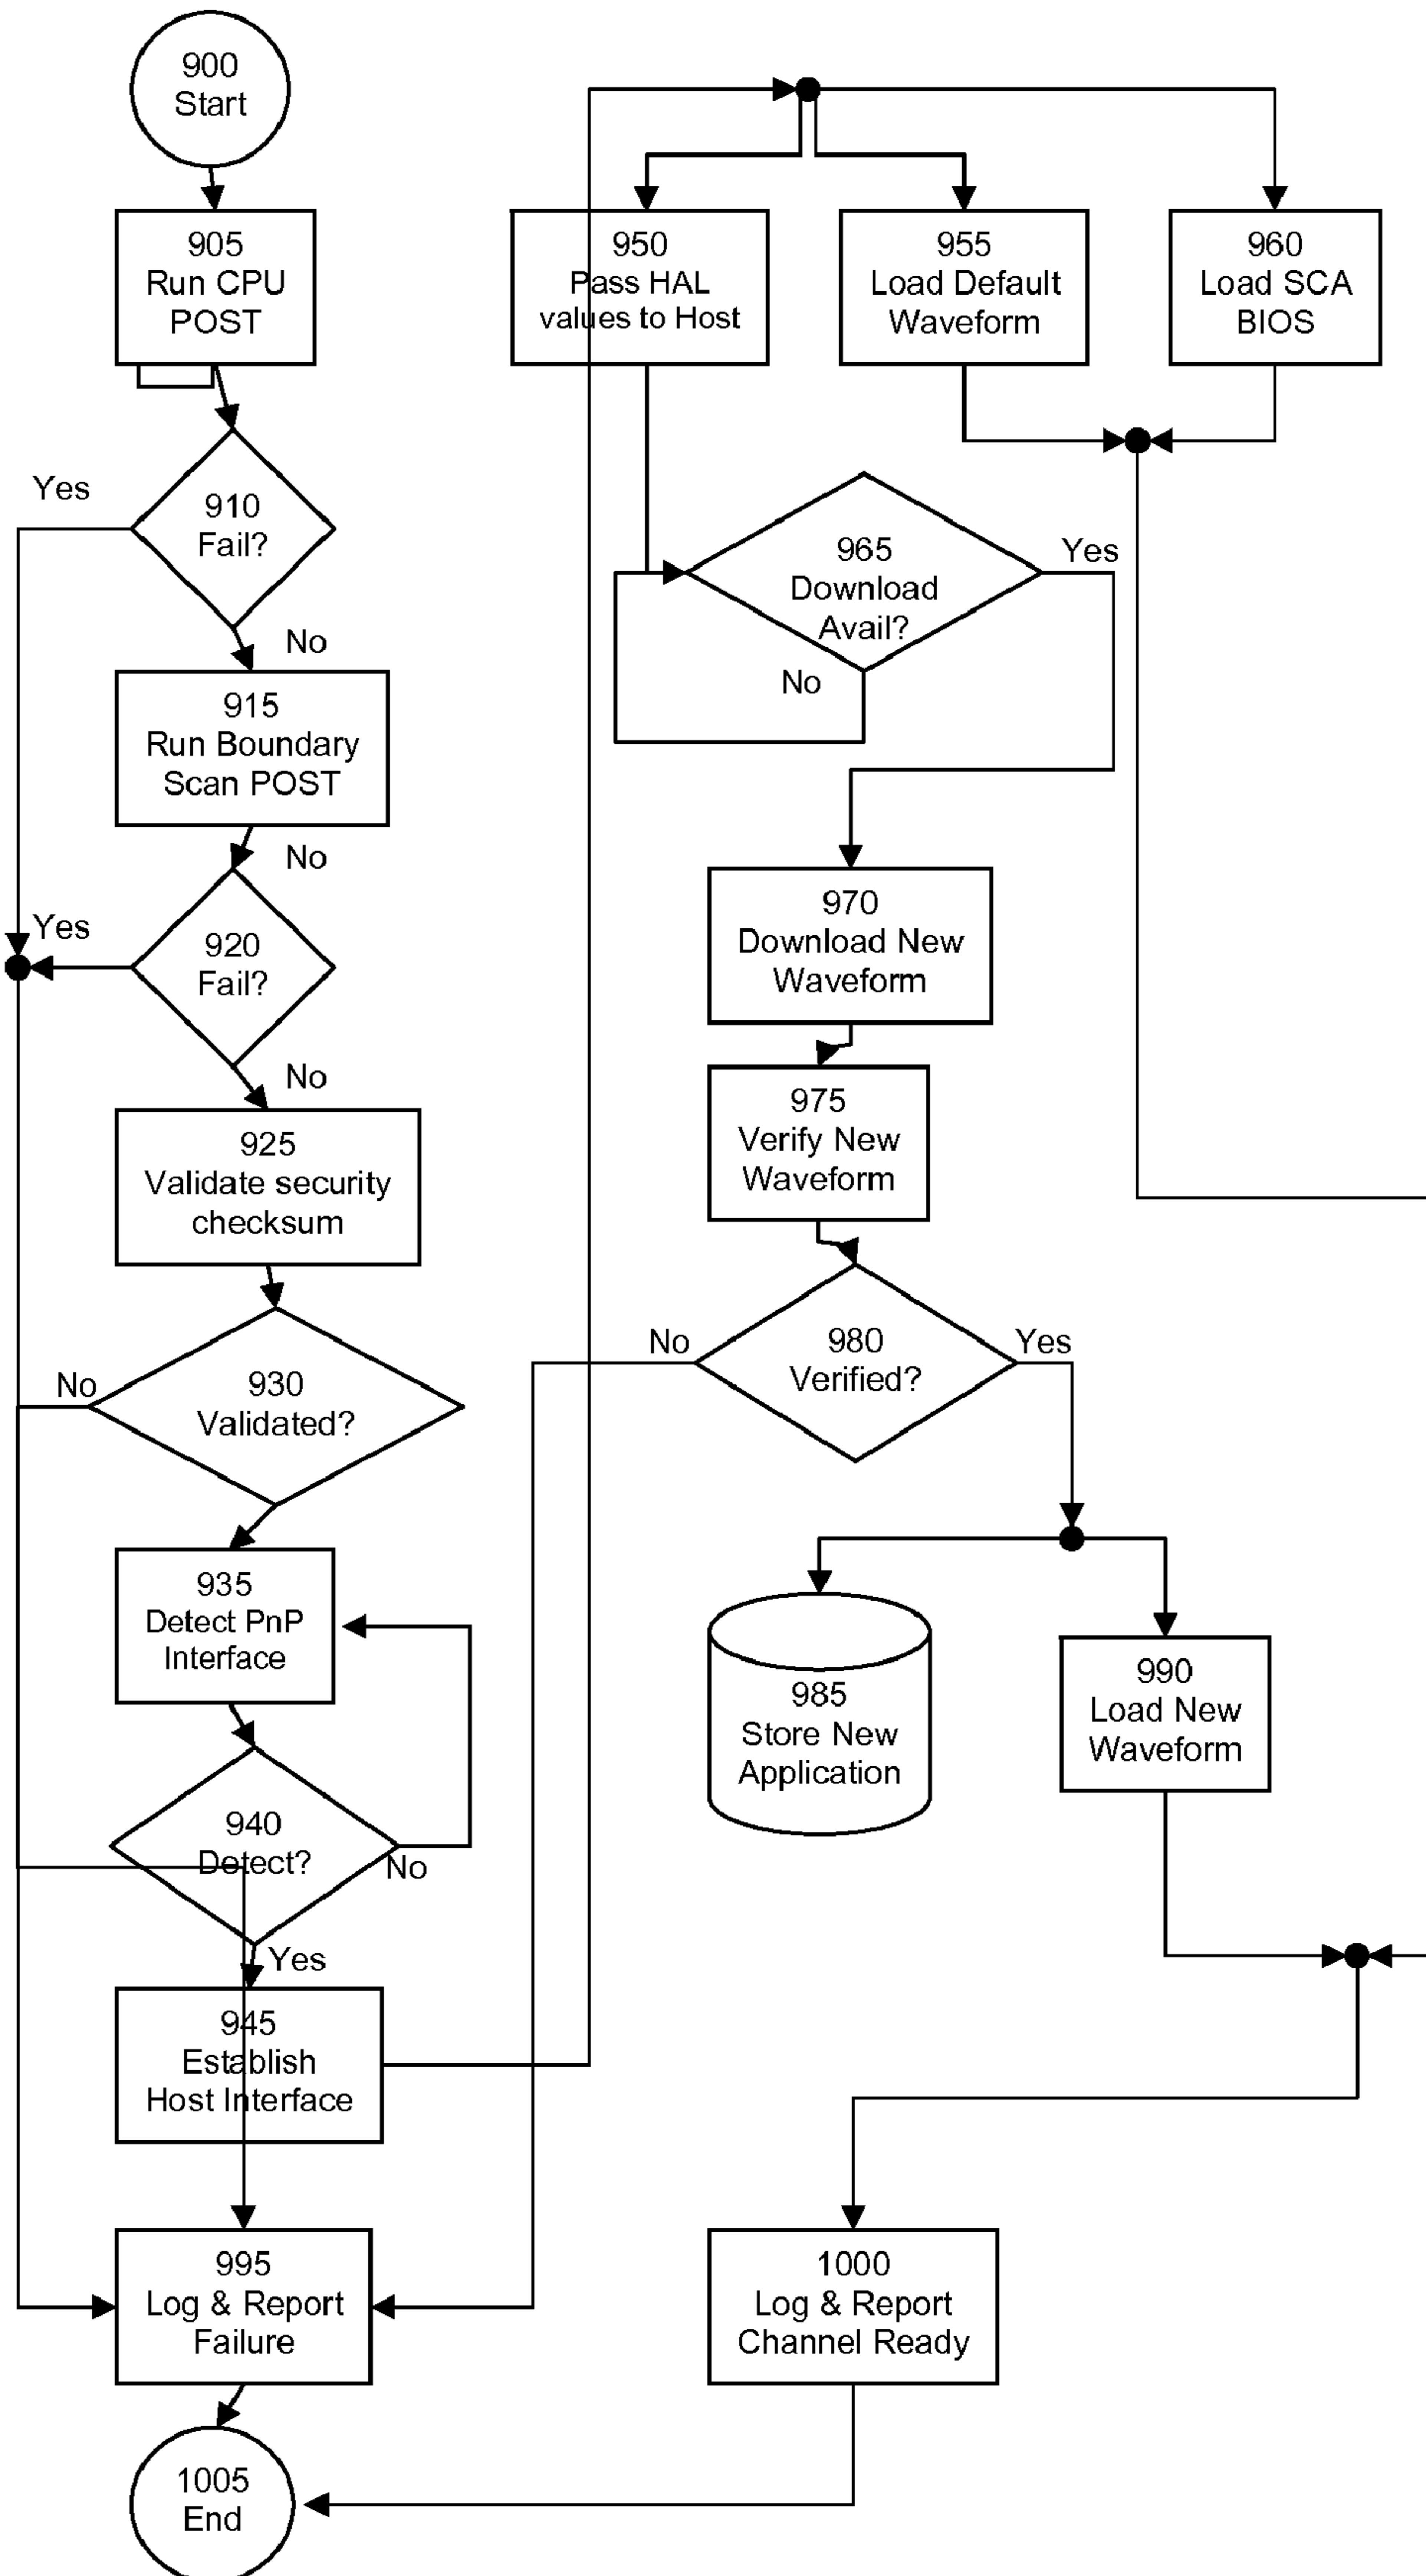 900
Start
905
Run CPU
POST
Yes
910
Fail?
No
915
Run Boundary
Scan POST
No
Yes
920
Fail?
No
925
Validate security
checksum
No
930
Validated?
935
Detect PnP
Interface
940
Detect?
No
Yes
945
Establish
Host Interface
995
Log & Report
Failure
1005
End
950
Pass HAL
values to Host
955
Load Default
Waveform
960
Load SCA
BIOS
965
Download
Avail?
Yes
No
970
Download New
Waveform
975
Verify New
Waveform
No
980
Verified?
Yes
985
Store New
Application
990
Load New
Waveform
1000
Log & Report
Channel Ready